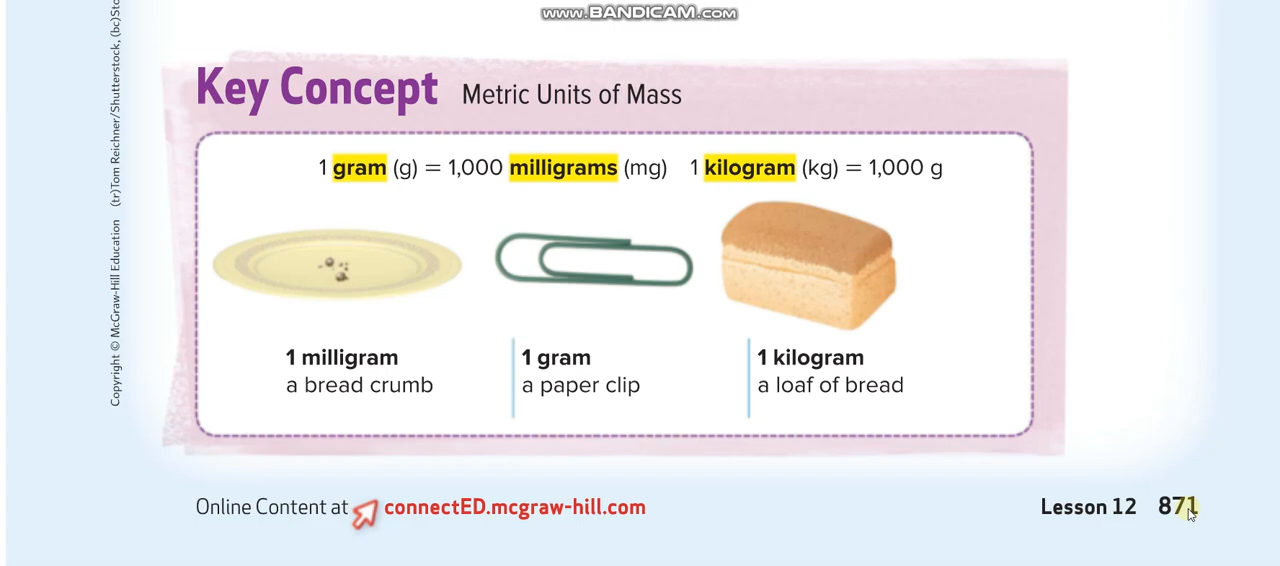 www.BANDICAM.com
Copyright © McGraw-Hill Education (tr)Tom Reichner/Shutterstock, (bc)Sto
Key Concept Metric Units of Mass
1 gram (g) = 1,000 milligrams (mg) 1 kilogram (kg) = 1,000 g
1 milligram 1 gram 1 kilogram
a bread crumb a paper clip a loaf of bread
Online Content at connectED.mcgraw-hill.com Lesson 12 871